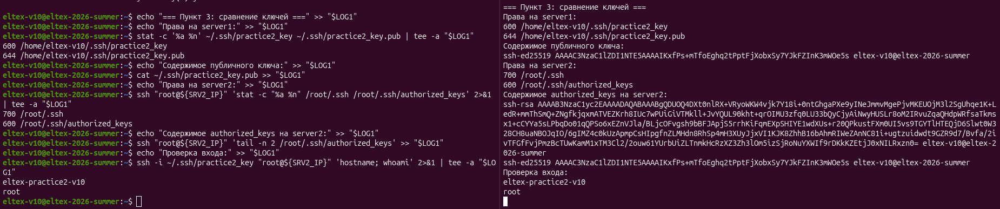 eltex-v10@eltex-2026-summer:~$ echo "=== Пункт 3: сравнение ключей ===" >> "$LOG1"
eltex-v10@eltex-2026-summer:~$ echo "Права на server1:" >> "$LOG1"
eltex-v10@eltex-2026-summer:~$ stat -c '%a %n' ~/.ssh/practice2_key ~/.ssh/practice2_key.pub | tee -a "$LOG1"
600 /home/eltex-v10/.ssh/practice2_key
644 /home/eltex-v10/.ssh/practice2_key.pub
eltex-v10@eltex-2026-summer:~$ echo "Содержимое публичного ключа:" >> "$LOG1"
eltex-v10@eltex-2026-summer:~$ cat ~/.ssh/practice2_key.pub >> "$LOG1"
eltex-v10@eltex-2026-summer:~$ echo "Права на server2:" >> "$LOG1"
eltex-v10@eltex-2026-summer:~$ ssh "root@${SRV2_IP}" 'stat -c "%a %n" /root/.ssh /root/.ssh/authorized_keys' 2>&1
| tee -a "$LOG1"
700 /root/.ssh
600 /root/.ssh/authorized_keys
eltex-v10@eltex-2026-summer:~$ echo "Содержимое authorized_keys на server2:" >> "$LOG1"
eltex-v10@eltex-2026-summer:~$ ssh "root@${SRV2_IP}" 'tail -n 2 /root/.ssh/authorized_keys' >> "$LOG1"
eltex-v10@eltex-2026-summer:~$ echo "Проверка входа:" >> "$LOG1"
eltex-v10@eltex-2026-summer:~$ ssh -i ~/.ssh/practice2_key "root@${SRV2_IP}" 'hostname; whoami' 2>&1 | tee -a "$LO
G1"
eltex-practice2-v10
root
eltex-v10@eltex-2026-summer:~$
=== Пункт 3: сравнение ключей ===
Права на server1:
600 /home/eltex-v10/.ssh/practice2_key
644 /home/eltex-v10/.ssh/practice2_key.pub
Содержимое публичного ключа:
ssh-ed25519 AAAAC3NzaC1lZDI1NTE5AAAAIKxfPs+mTfoEghq2tPptFjXobxSy7YJkFZInK3mWOe5s eltex-v10@eltex-2026-summer
Права на server2:
700 /root/.ssh
600 /root/.ssh/authorized_keys
Содержимое authorized_keys на server2:
ssh-rsa AAAAB3NzaC1yc2EAAAADAQABAAABgQDUOQ4DXt0nlRX+VRyoWKW4vjk7Y18i+0ntGhgaPXe9yINeJmmvMgePjvMKEUOjM3l2SgUhqe1K+L
edR+mmThSmQ+ZNgfkjqxmATVEZKrh8IUc7wPUiGiVTMkll+JvYQUL90kht+qrOIMU3zfq0LU33bQyCjyAiNwyHUSLr8oM2IRvuZqaQHdpWRfsaTkms
x1+cCYYa5sLPbqDo01qQPSo6xEZnVJla/BLjcOFvgsh9bBFJApjS5rrhKiFqmEXpSHIYE1wdXUs+r20QPkustFXm0UI5vs9TGYTlHTEQjD6Slwt0W3
28CH8uaNBOJqIO/6gIMZ4c0kUzApmpCsHIpgfnZLMHdn8RhSp4mH3XUyJjxVI1KJK8ZhhB16bAhmRIWeZAnNC81i+ugtzuidwdt9GZR9d7/Bvfa/2i
vTFGfFvjPmzBcTUwKamM1xTM3Cl2/2ouw61YUrbUiZLTnmkHcRzXZ3Zh3lOm5izSjRoNuYXWIf9rDKkKZEtjJ0xNILRxzn0= eltex-v10@eltex-2
026-summer
ssh-ed25519 AAAAC3NzaC1lZDI1NTE5AAAAIKxfPs+mTfoEghq2tPptFjXobxSy7YJkFZInK3mWOe5s eltex-v10@eltex-2026-summer
Проверка входа:
eltex-practice2-v10
root